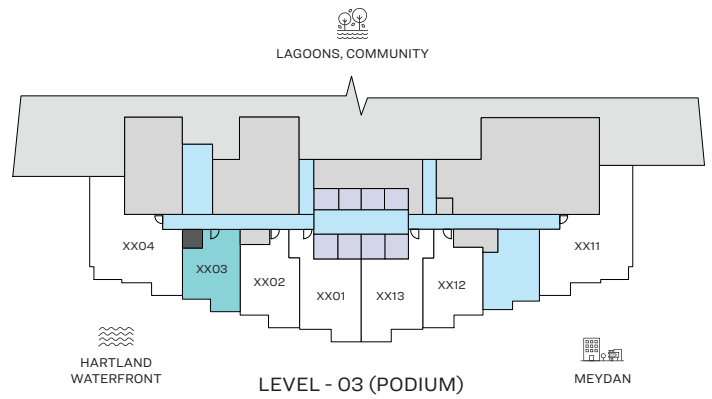 LAGOONS, COMMUNITY
XX04
XX03
XX02
XX01
XX13
XX12
XX11
HARTLAND
WATERFRONT
LEVEL - 03 (PODIUM)
MEYDAN